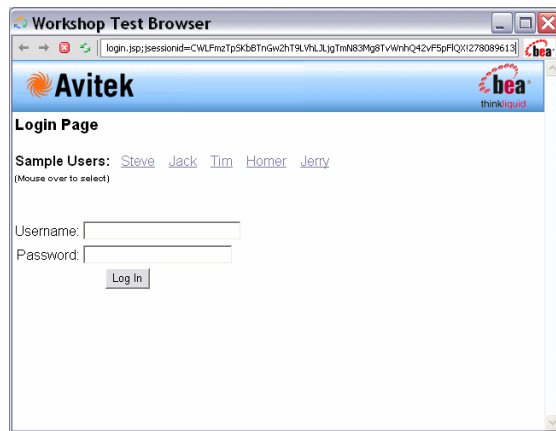 Workshop Test Browser
login.jsp;jsessionid=CWLFmzTpSkbBTnGw2hT9LVhLJLjgTmN83Mg8TvWnhQ42vF5pFlQX!278089613
bea
Avitek
bea
thinkliquid
Login Page
Sample Users: Steve Jack Tim Homer Jerry
(Mouse over to select)
Username:
Password:
Log In